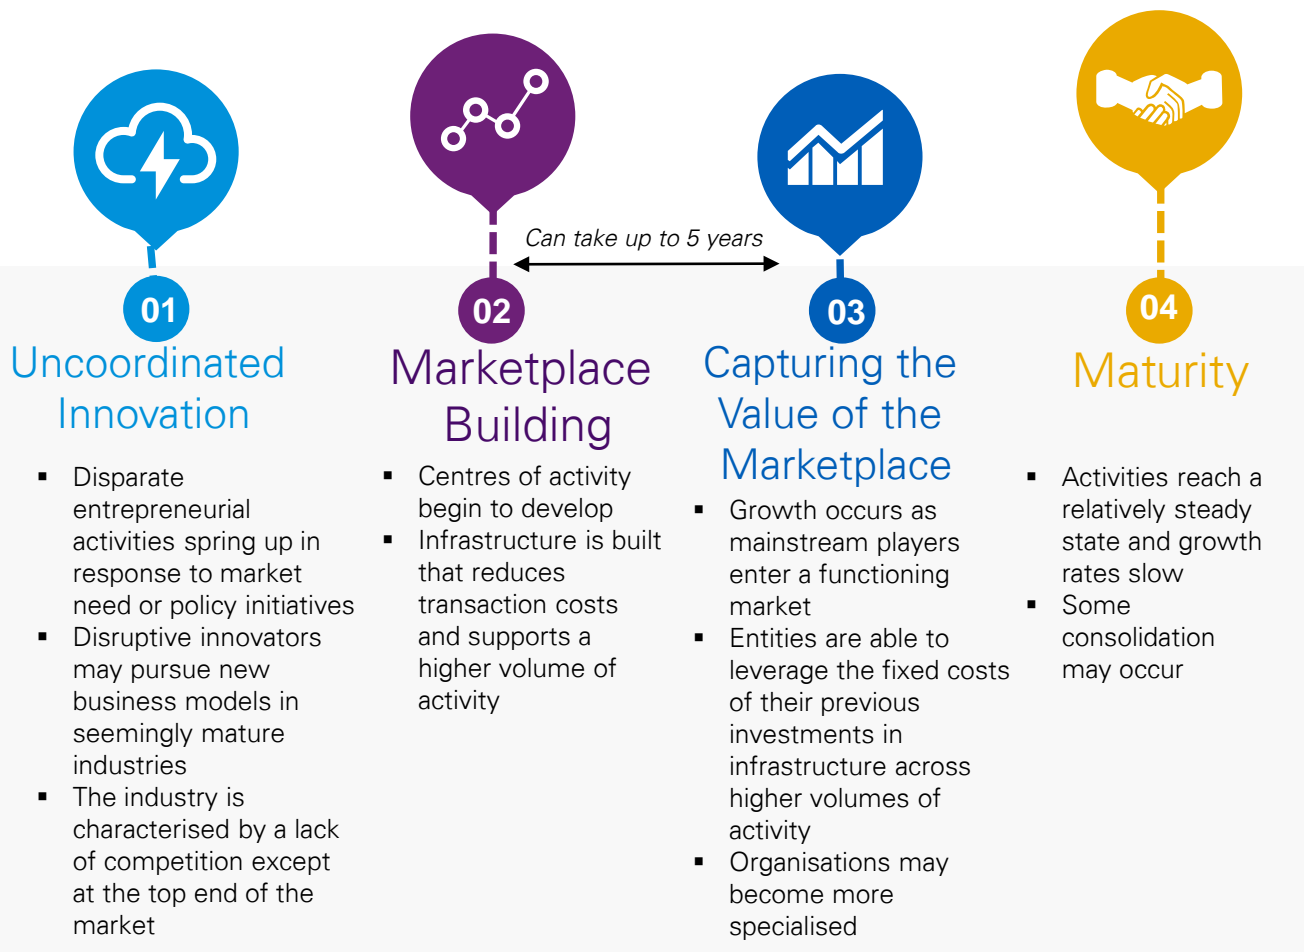 Can take up to 5 years
01
Uncoordinated
Innovation
▪ Disparate
entrepreneurial
activities spring up in
response to market
need or policy initiatives
▪ Disruptive innovators
may pursue new
business models in
seemingly mature
industries
▪ The industry is
characterised by a lack
of competition except
at the top end of the
market
02
Marketplace
Building
▪ Centres of activity
begin to develop
▪ Infrastructure is built
that reduces
transaction costs
and supports a
higher volume of
activity
03
Capturing the
Value of the
Marketplace
▪ Growth occurs as
mainstream players
enter a functioning
market
▪ Entities are able to
leverage the fixed costs
of their previous
investments in
infrastructure across
higher volumes of
activity
▪ Organisations may
become more
specialised
04
Maturity
▪ Activities reach a
relatively steady
state and growth
rates slow
▪ Some
consolidation
may occur